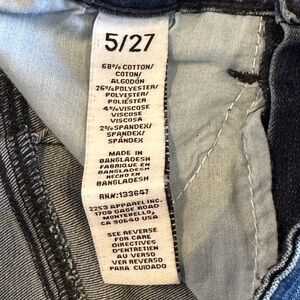 5/27
68% COTTON/
COTON/
ALGODÓN
26% POLYESTER/
POLYESTER/
POLIÉSTER
4% VISCOSE
VISCOSE
VISCOSA
2% SPANDEX/
SPANDEX/
SPÁNDEX
MADE IN
BANGLADESH
FABRIQUE EN
BANGLADESH
HECHO EN
BANGLADESH
RN#:133647
2253 APPAREL INC.
1708 GAGE ROAD
MONTEBELLO,
CA 90640 USA
SEE REVERSE
FOR CARE
DIRECTIVES
D'ENTRETIEN
AU VERSO
VER REVERSO
PARA CUIDADO